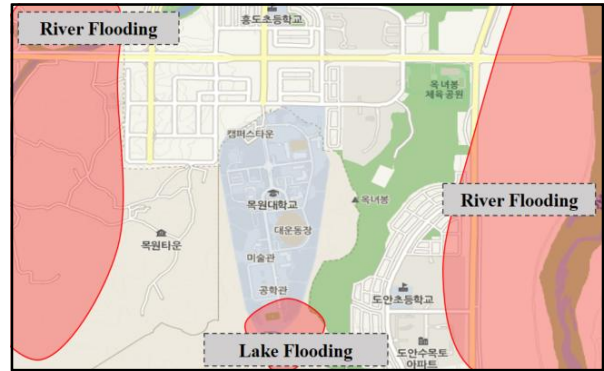 River Flooding
홍도초등학교
옥녀봉
체육공원
캠퍼스타운
목원대학교
옥녀봉
River Flooding
대운동장
목원타운
미술관
공학관
도안초등학교
Lake Flooding
도안수목토
아파트